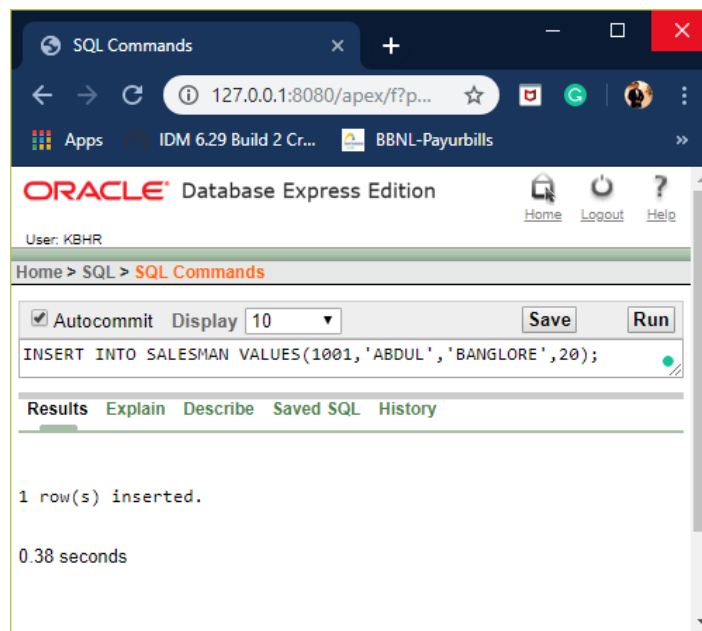 SQL Commands
127.0.0.1:8080/apex/f?p...
Apps IDM 6.29 Build 2 Cr... BBNL-Payurbills »
ORACLE Database Express Edition
Home Logout Help
User: KBHR
Home > SQL > SQL Commands
Autocommit Display 10 Save Run
INSERT INTO SALESMAN VALUES(1001,'ABDUL','BANGLORE',20);
Results Explain Describe Saved SQL History
1 row(s) inserted.
0.38 seconds